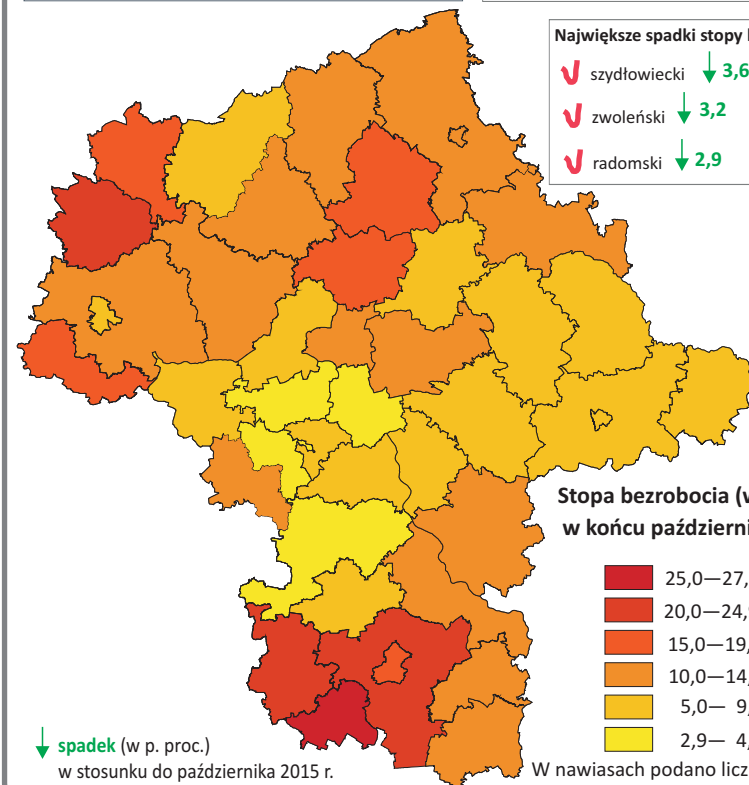 Największe spadki stopy
szydłowiecki 3,6
zwoleński 3,2
radomski 2,9
Stopa bezrobocia (w
w końcu październi
25,0—27,
20,0—24,9
15,0—19,
10,0—14,
5,0— 9,
2,9— 4,
spadek (w p. proc.)
w stosunku do października 2015 r.
W nawiasach podano licz